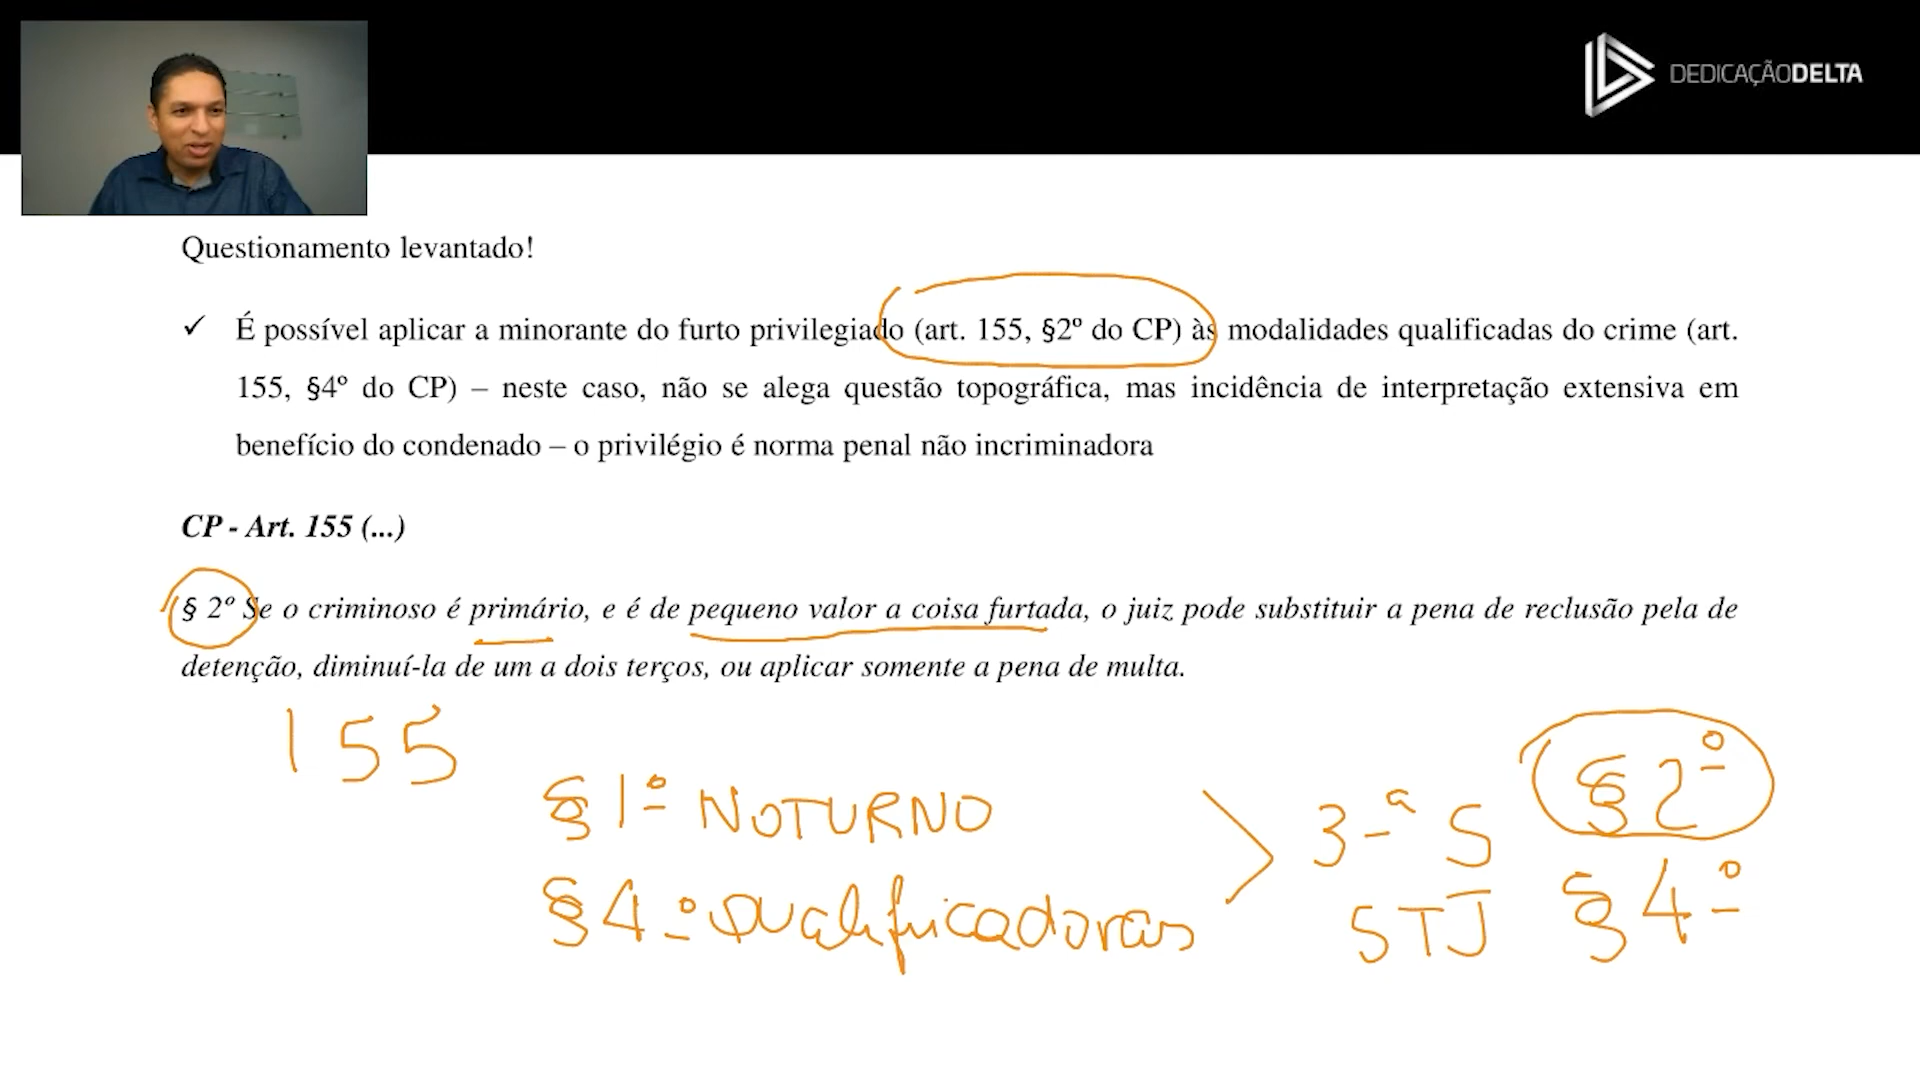 DEDICAÇÃODELTA
Questionamento levantado!
✓ É possível aplicar a minorante do furto privilegiado (art. 155, §2º do CP) às modalidades qualificadas do crime (art.
155, §4º do CP) – neste caso, não se alega questão topográfica, mas incidência de interpretação extensiva em
benefício do condenado – o privilégio é norma penal não incriminadora
CP - Art. 155 (...)
§ 2º Se o criminoso é primário, e é de pequeno valor a coisa furtada, o juiz pode substituir a pena de reclusão pela de
detenção, diminuí-la de um a dois terços, ou aplicar somente a pena de multa.
155
§1º NOTURNO
§4º Qualificadoras
> 3ª S
STJ
§2º
§4º